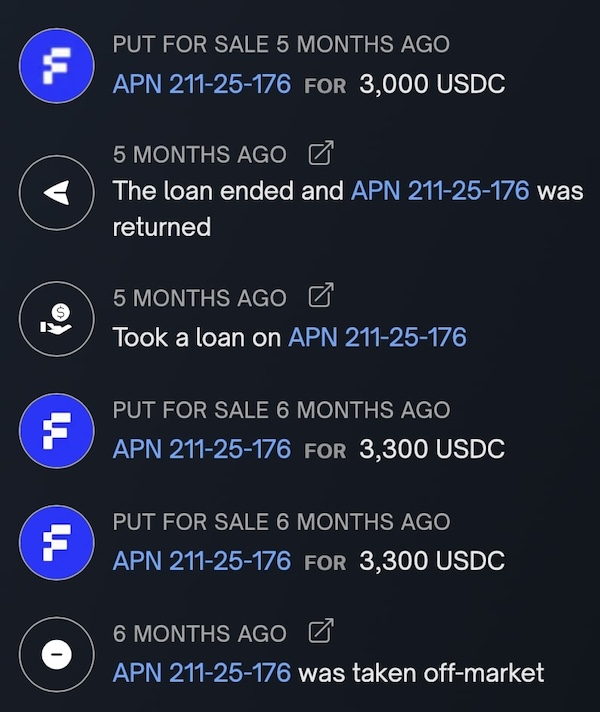 PUT FOR SALE 5 MONTHS AGO
APN 211-25-176 FOR 3,000 USDC
5 MONTHS AGO
The loan ended and APN 211-25-176 was
returned
5 MONTHS AGO
Took a loan on APN 211-25-176
PUT FOR SALE 6 MONTHS AGO
APN 211-25-176 FOR 3,300 USDC
PUT FOR SALE 6 MONTHS AGO
APN 211-25-176 FOR 3,300 USDC
6 MONTHS AGO
APN 211-25-176 was taken off-market